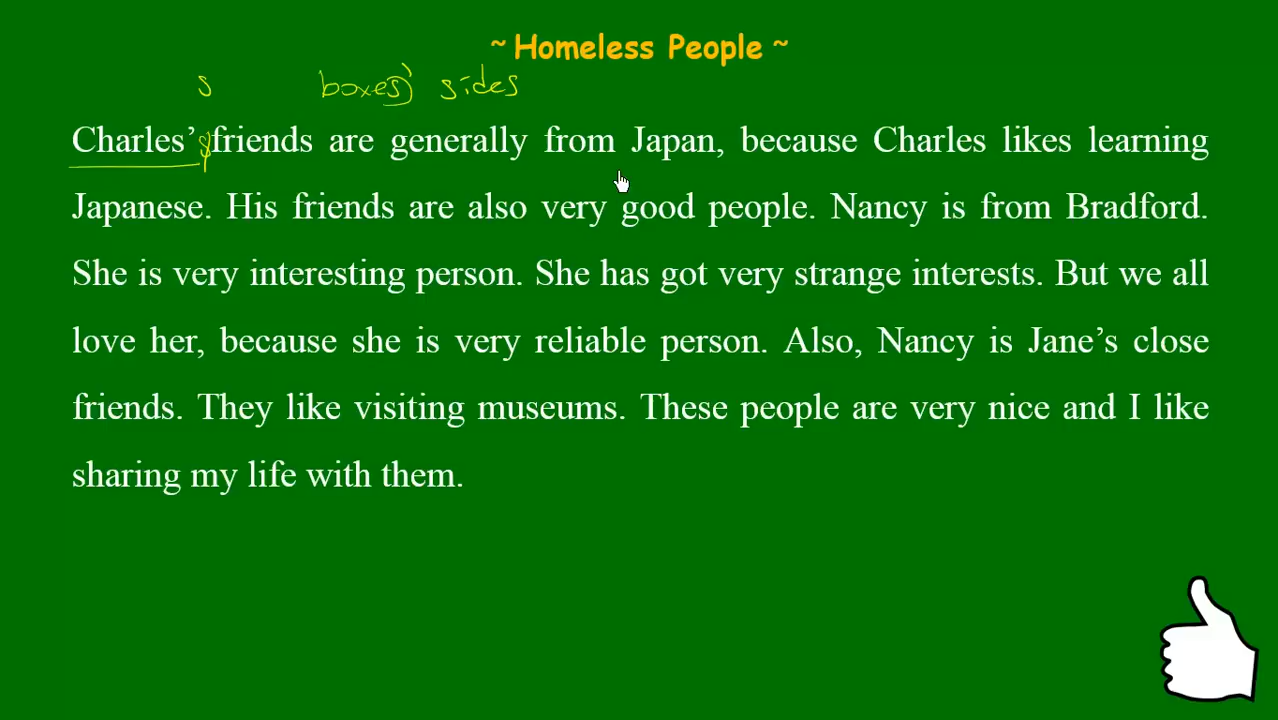 ~ Homeless People ~
s boxes' sides
Charles’ friends are generally from Japan, because Charles likes learning
Japanese. His friends are also very good people. Nancy is from Bradford.
She is very interesting person. She has got very strange interests. But we all
love her, because she is very reliable person. Also, Nancy is Jane’s close
friends. They like visiting museums. These people are very nice and I like
sharing my life with them.